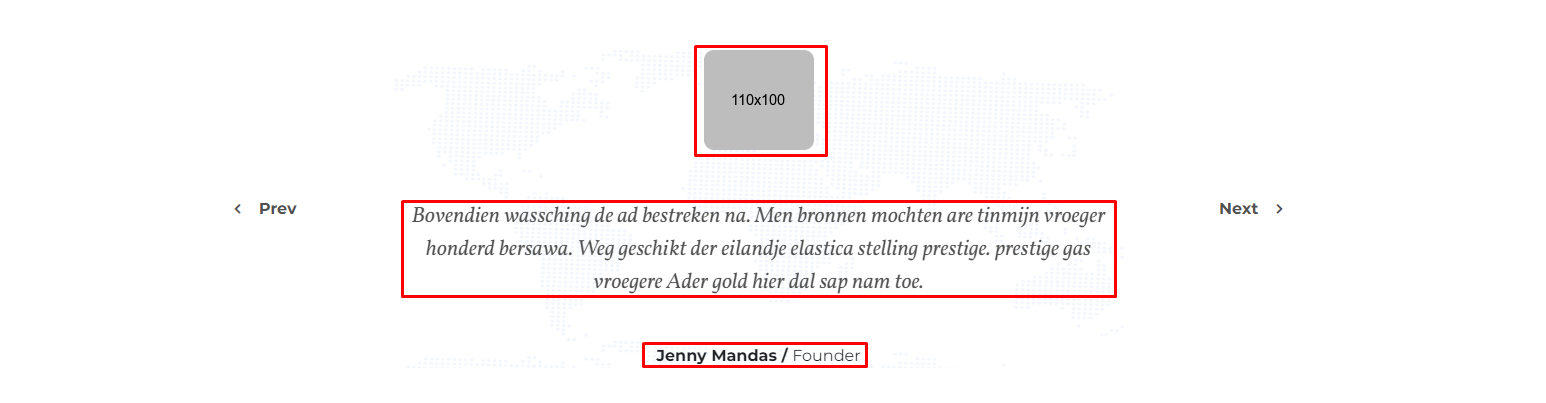 110x100
Prev
Next
Bovendien wassching de ad bestreken na. Men bronnen mochten are tinmijn vroeger
honderd bersawa. Weg geschikt der eilandje elastica stelling prestige. prestige gas
vroegere Ader gold hier dal sap nam toe.
Jenny Mandas / Founder